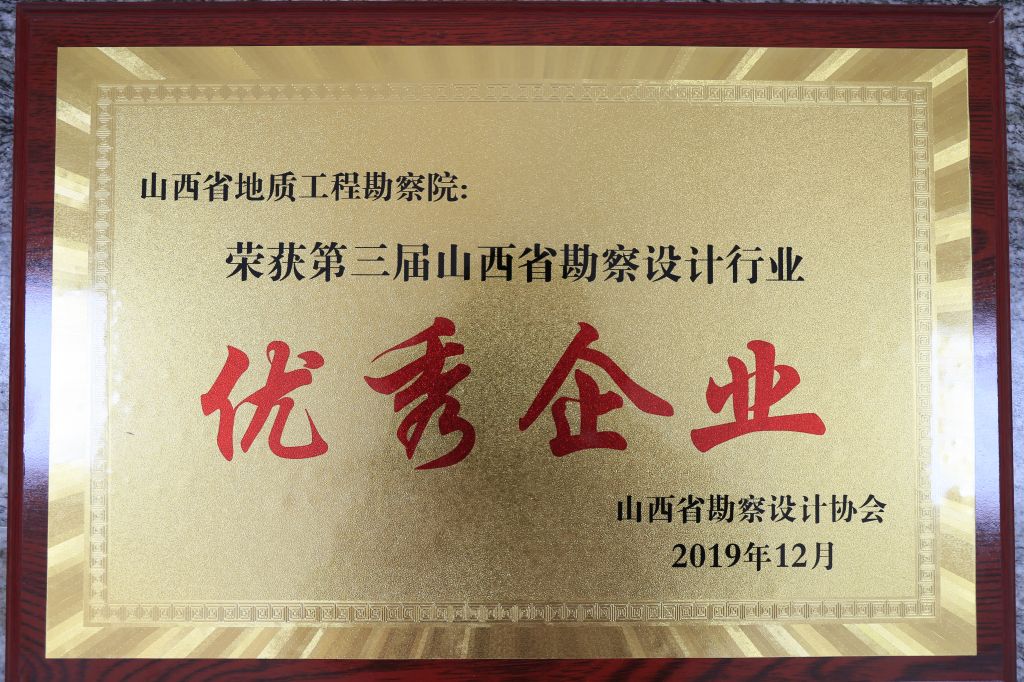 山西省地质工程勘察院:
荣获第三届山西省勘察设计行业
优秀企业
山西省勘察设计协会
2019年12月